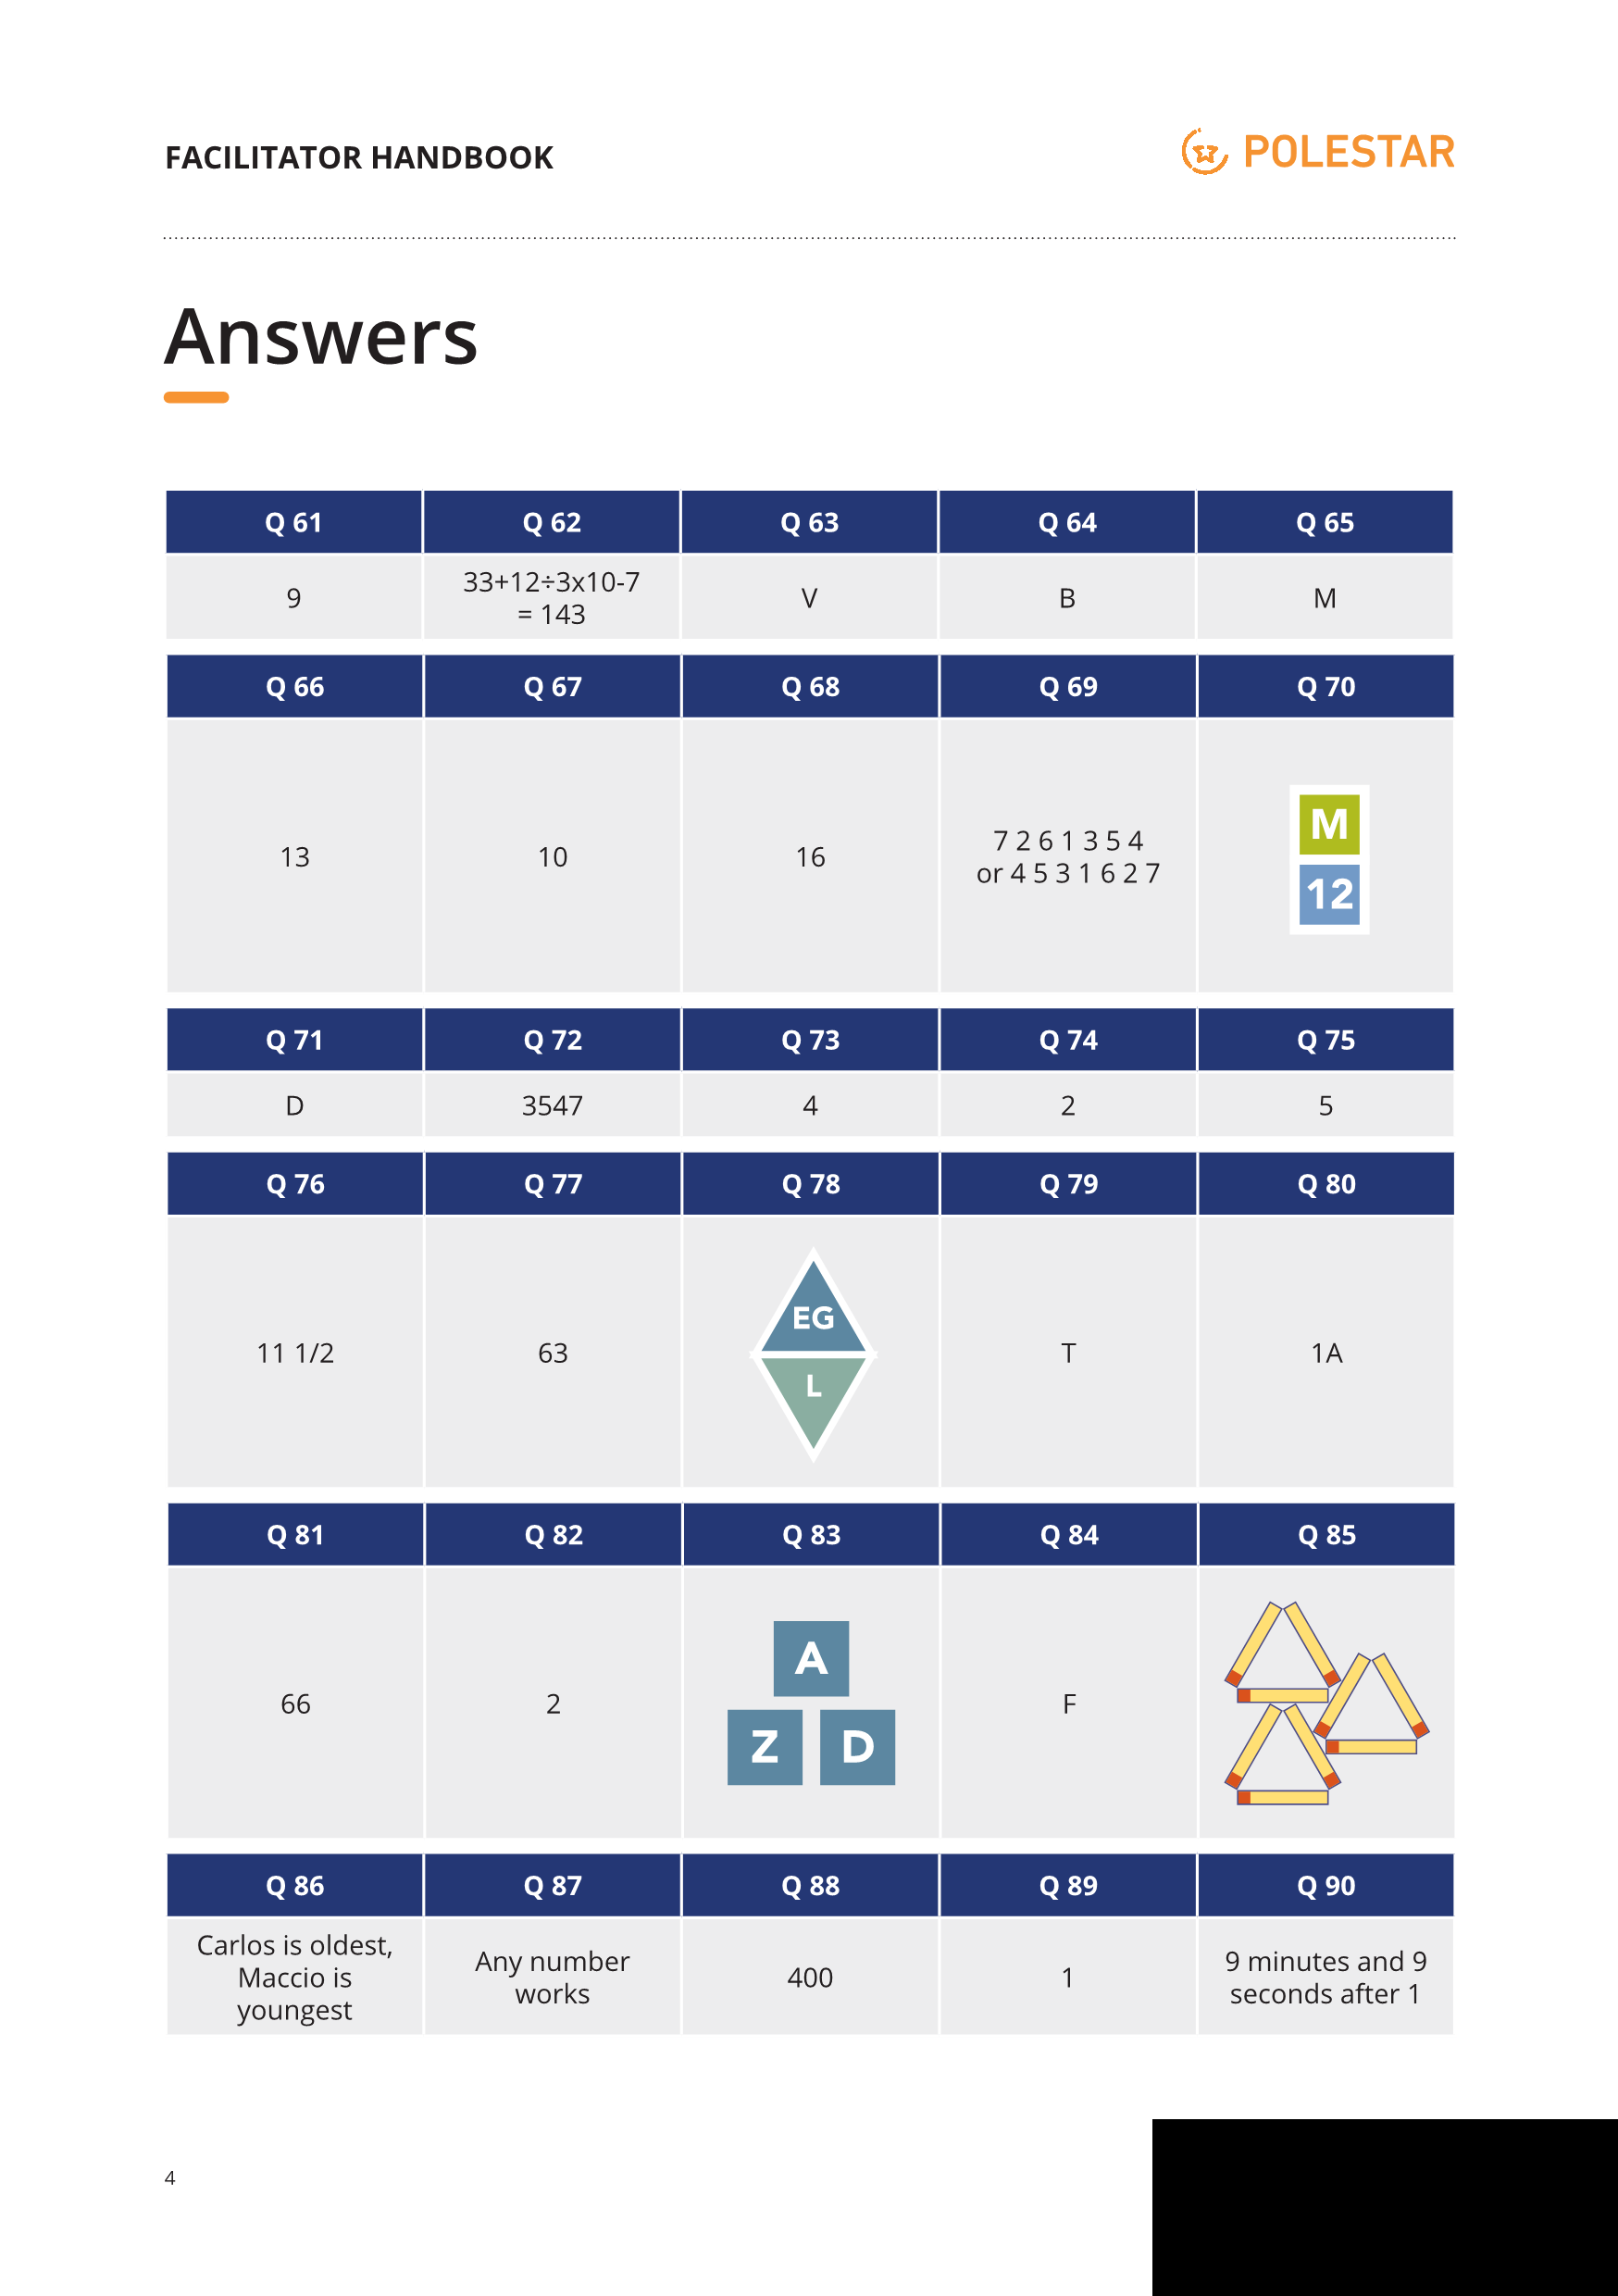 FACILITATOR HANDBOOK
POLESTAR
Answers
Q 61
Q 62
Q 63
Q 64
Q 65
9
33+12÷3x10-7
= 143
V
B
M
Q 66
Q 67
Q 68
Q 69
Q 70
13
10
16
7 2 6 1 3 5 4
or 4 5 3 1 6 2 7
M
12
Q 71
Q 72
Q 73
Q 74
Q 75
D
3547
4
2
5
Q 76
Q 77
Q 78
Q 79
Q 80
11 1/2
63
EG
L
T
1A
Q 81
Q 82
Q 83
Q 84
Q 85
66
2
A
Z D
F
Q 86
Q 87
Q 88
Q 89
Q 90
Carlos is oldest,
Maccio is
youngest
Any number
works
400
1
9 minutes and 9
seconds after 1
4